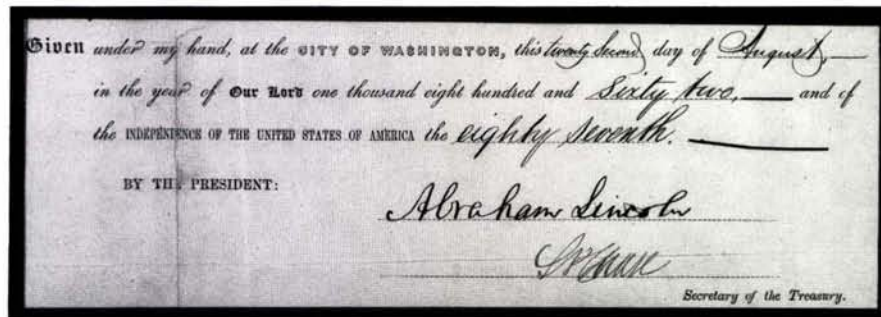 Given under my hand, at the CITY OF WASHINGTON, this twenty second day of August,
in the year of Our Lord one thousand eight hundred and Sixty two, and of
the INDEPENDENCE OF THE UNITED STATES OF AMERICA the eighty seventh.
BY THE PRESIDENT:
Abraham Lincoln
S P Chase
Secretary of the Treasury.